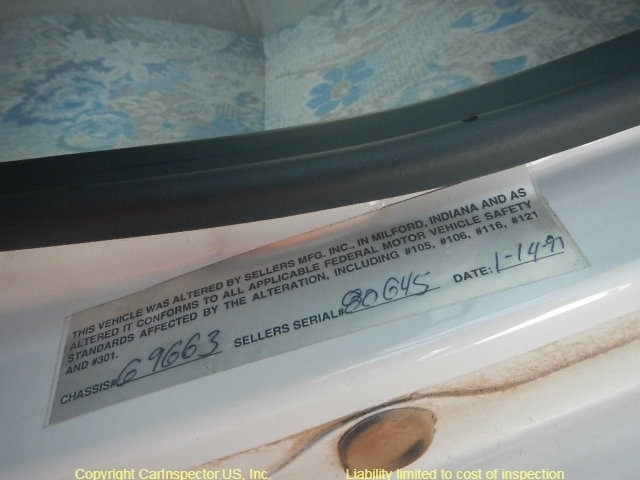 THIS VEHICLE WAS ALTERED BY SELLERS MFG. INC., IN MILFORD, INDIANA AND AS
ALTERED IT CONFORMS TO ALL APPLICABLE FEDERAL MOTOR VEHICLE SAFETY
STANDARDS AFFECTED BY THE ALTERATION, INCLUDING #105, #106, #116, #121
AND #301.
CHASSIS# 69663 SELLERS SERIAL# 80645 DATE: 1-14-97
Copyright CarInspector.US, Inc. Liability limited to cost of inspection